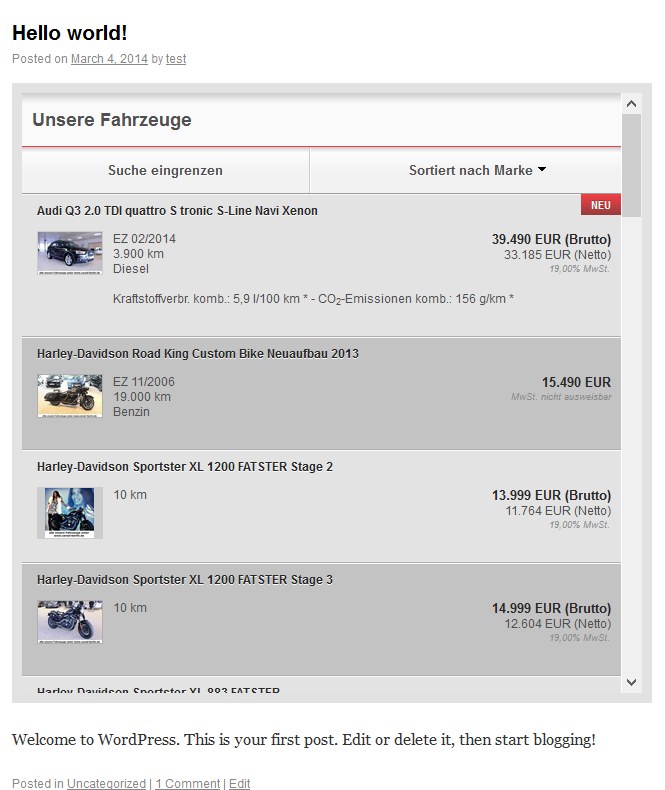 Hello world!
Posted on March 4, 2014 by test
Unsere Fahrzeuge
Suche eingrenzen
Sortiert nach Marke
Audi Q3 2.0 TDI quattro S tronic S-Line Navi Xenon
NEU
EZ 02/2014
3.900 km
Diesel
39.490 EUR (Brutto)
33.185 EUR (Netto)
19,00% MwSt.
Kraftstoffverbr. komb.: 5,9 l/100 km * - CO2-Emissionen komb.: 156 g/km *
Harley-Davidson Road King Custom Bike Neuaufbau 2013
EZ 11/2006
19.000 km
Benzin
15.490 EUR
MwSt. nicht ausweisbar
Harley-Davidson Sportster XL 1200 FATSTER Stage 2
10 km
13.999 EUR (Brutto)
11.764 EUR (Netto)
19,00% MwSt.
Harley-Davidson Sportster XL 1200 FATSTER Stage 3
10 km
14.999 EUR (Brutto)
12.604 EUR (Netto)
19,00% MwSt.
Harley-Davidson Sportster XL 883 FATSTER
Welcome to WordPress. This is your first post. Edit or delete it, then start blogging!
Posted in Uncategorized | 1 Comment | Edit